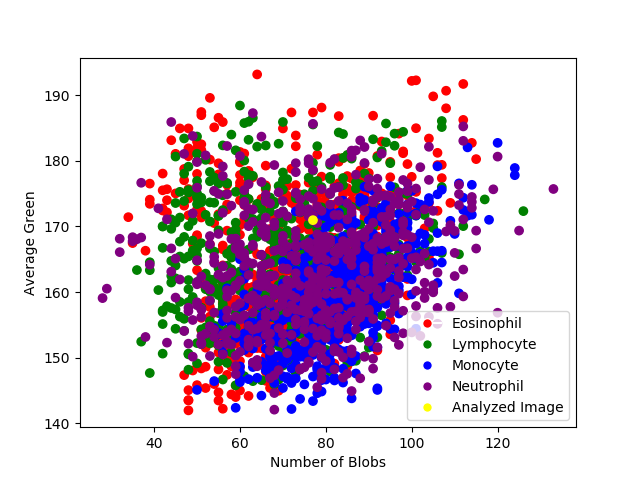 190
180
170
160
150
140
Average Green
40
60
80
100
120
Number of Blobs
Eosinophil
Lymphocyte
Monocyte
Neutrophil
Analyzed Image